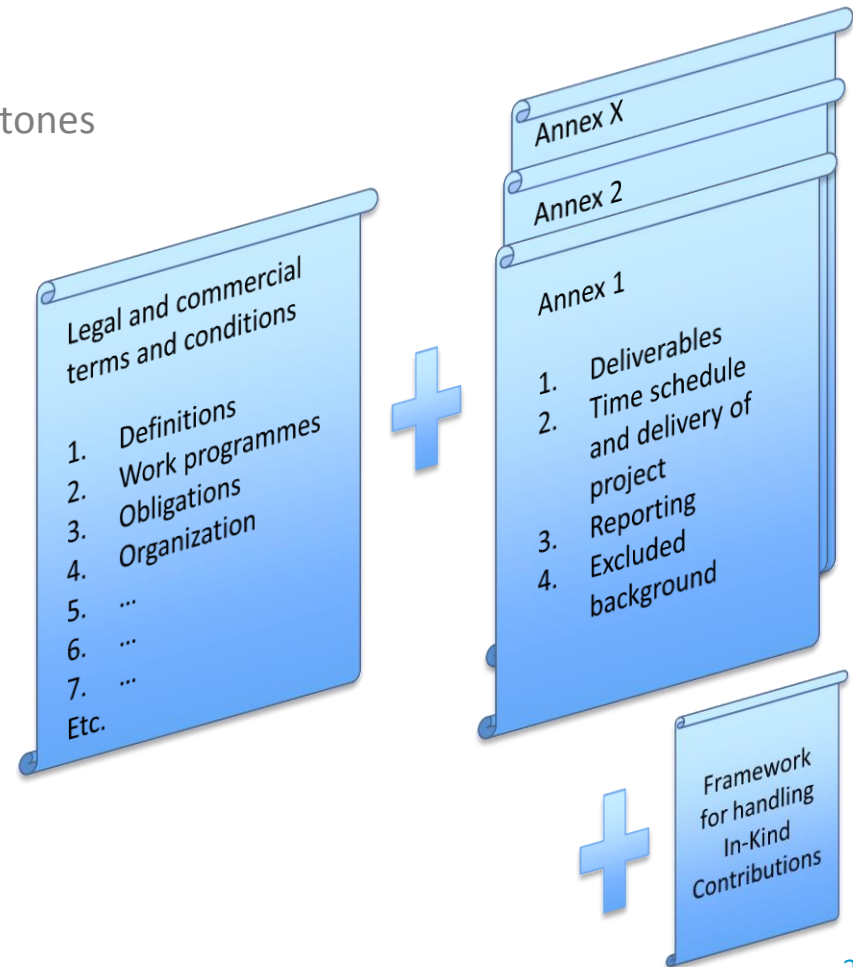 Legal and commercial
terms and conditions
1. Definitions
2. Work programmes
3. Obligations
4. Organization
5. ...
6. ...
7. ...
Etc.
Annex X
Annex 2
Annex 1
1. Deliverables
2. Time schedule
and delivery of
project
3. Reporting
4. Excluded
background
Framework
for handling
In-Kind
Contributions